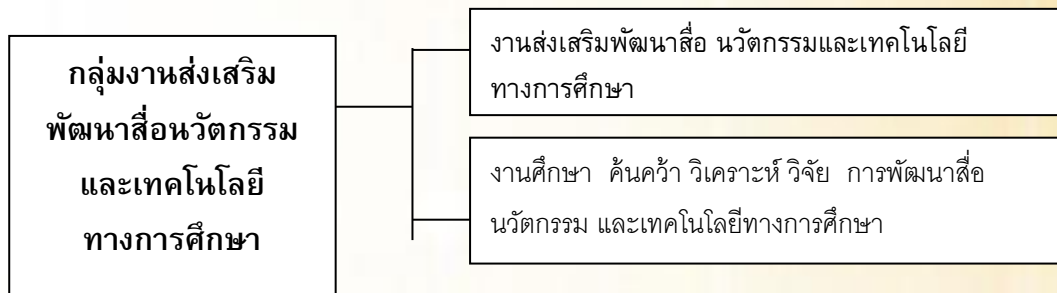 กลุ่มงานส่งเสริม
พัฒนาสื่อนวัตกรรม
และเทคโนโลยี
ทางการศึกษา
งานส่งเสริมพัฒนาสื่อ นวัตกรรมและเทคโนโลยี
ทางการศึกษา
งานศึกษา ค้นคว้า วิเคราะห์ วิจัย การพัฒนาสื่อ
นวัตกรรม และเทคโนโลยีทางการศึกษา